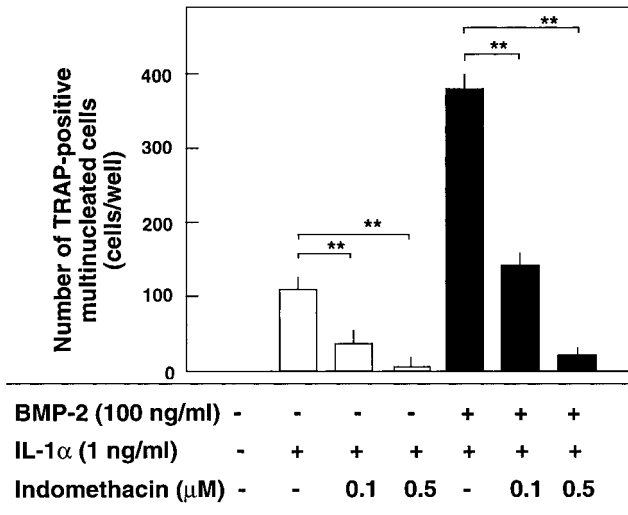 Number of TRAP-positive
multinucleated cells
(cells/well)
400
300
200
100
0
**
**
**
**
BMP-2 (100 ng/ml) - - - - + + +
IL-1α (1 ng/ml) - + + + + + +
Indomethacin (μM) - - 0.1 0.5 - 0.1 0.5